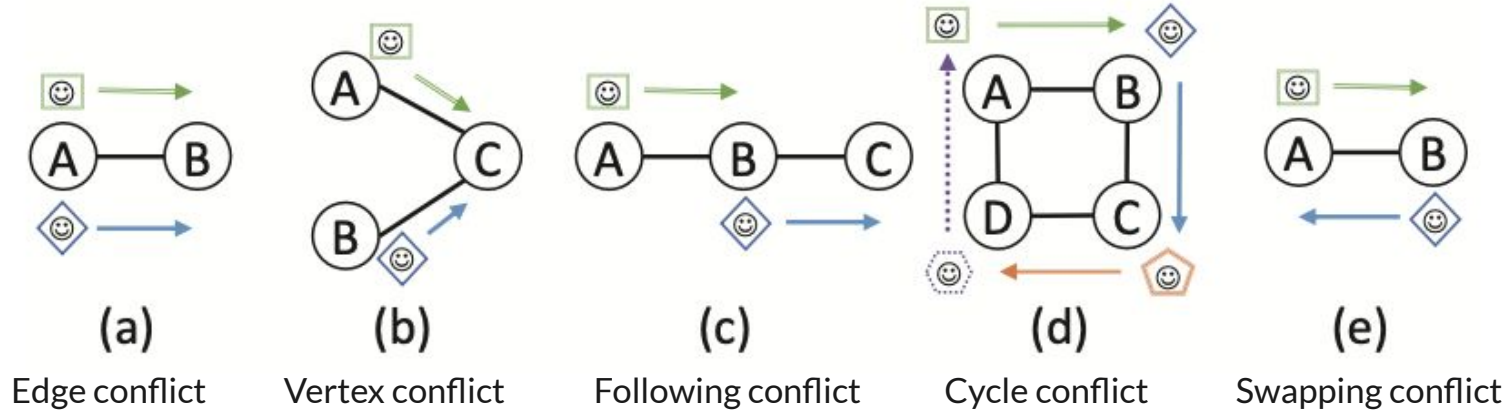 A B
(a)
Edge conflict
A
B
C
(b)
Vertex conflict
A B C
(c)
Following conflict
A B
D C
(d)
Cycle conflict
A B
(e)
Swapping conflict